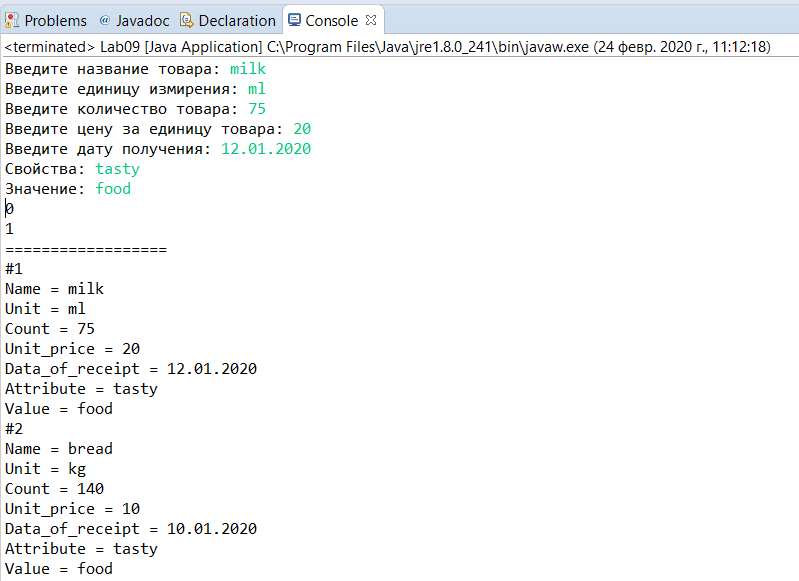 Problems @ Javadoc Declaration Console
<terminated> Lab09 [Java Application] C:\Program Files\Java\jre1.8.0_241\bin\javaw.exe (24 февр. 2020 г., 11:12:18)
Введите название товара: milk
Введите единицу измирения: ml
Введите количество товара: 75
Введите цену за единицу товара: 20
Введите дату получения: 12.01.2020
Свойства: tasty
Значение: food
0
1
==================
#1
Name = milk
Unit = ml
Count = 75
Unit_price = 20
Data_of_receipt = 12.01.2020
Attribute = tasty
Value = food
#2
Name = bread
Unit = kg
Count = 140
Unit_price = 10
Data_of_receipt = 10.01.2020
Attribute = tasty
Value = food